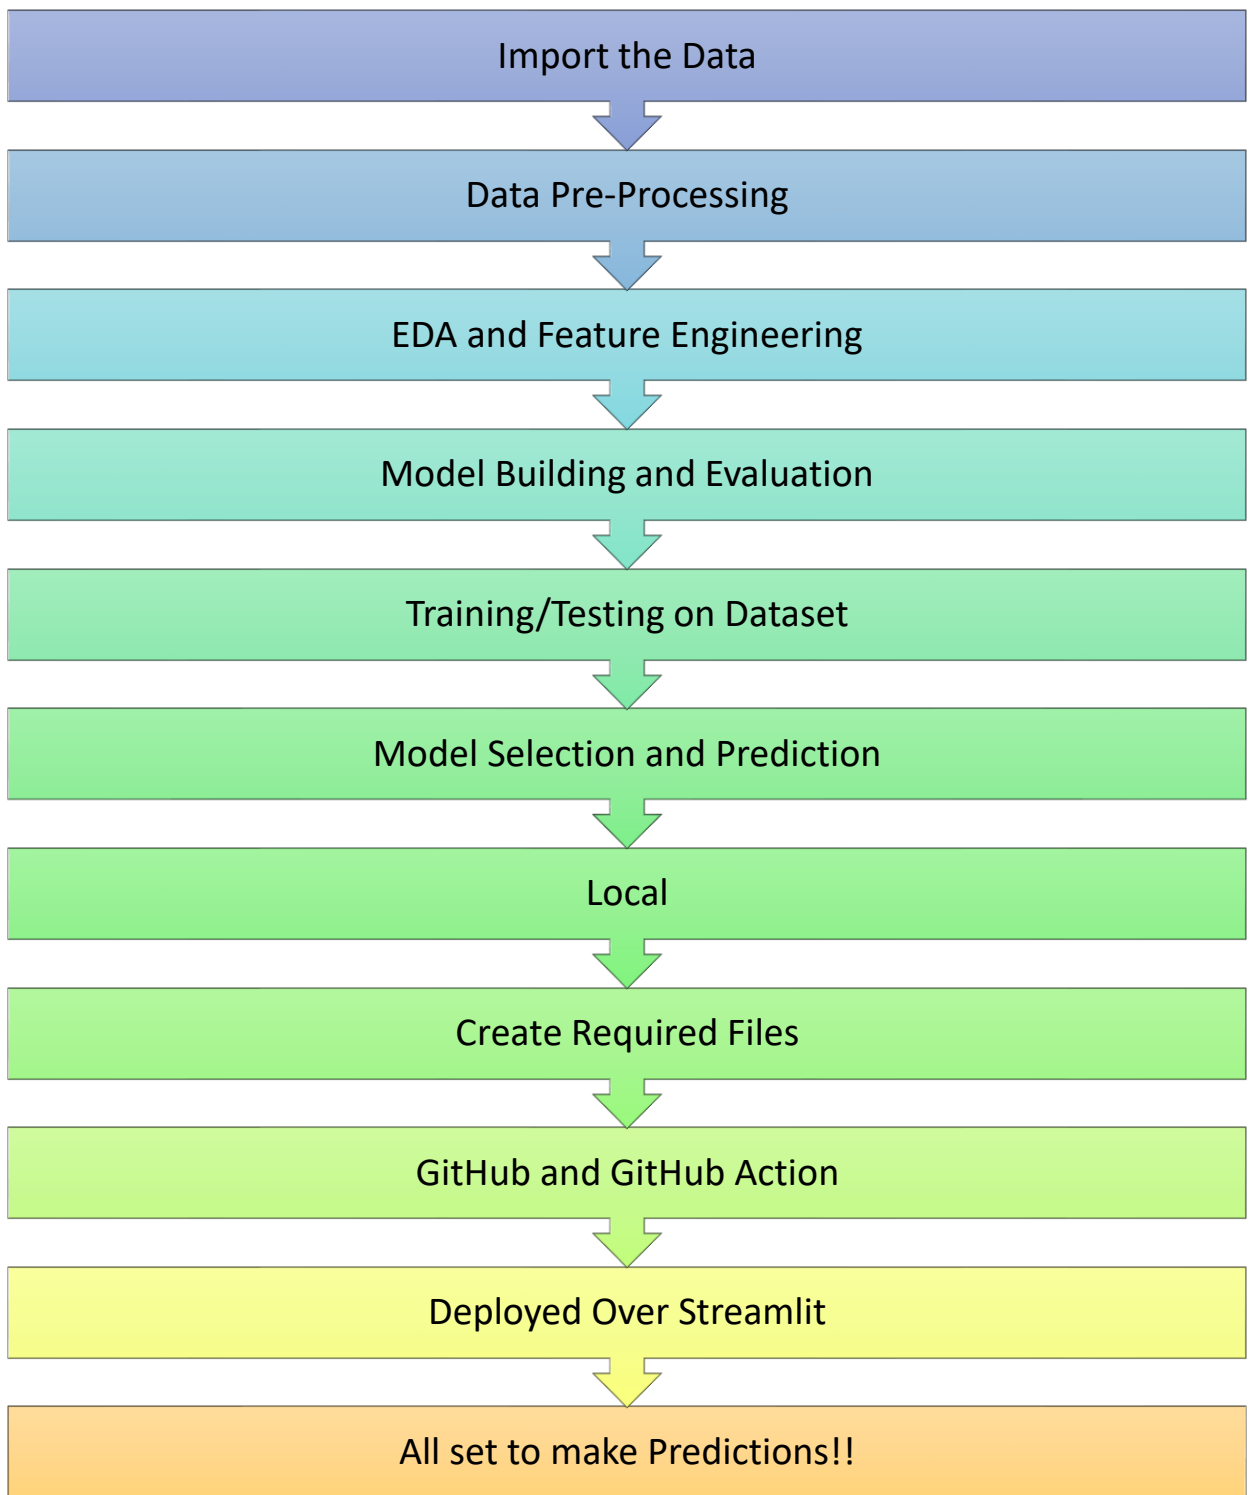 Import the Data
Data Pre-Processing
EDA and Feature Engineering
Model Building and Evaluation
Training/Testing on Dataset
Model Selection and Prediction
Local
Create Required Files
GitHub and GitHub Action
Deployed Over Streamlit
All set to make Predictions!!